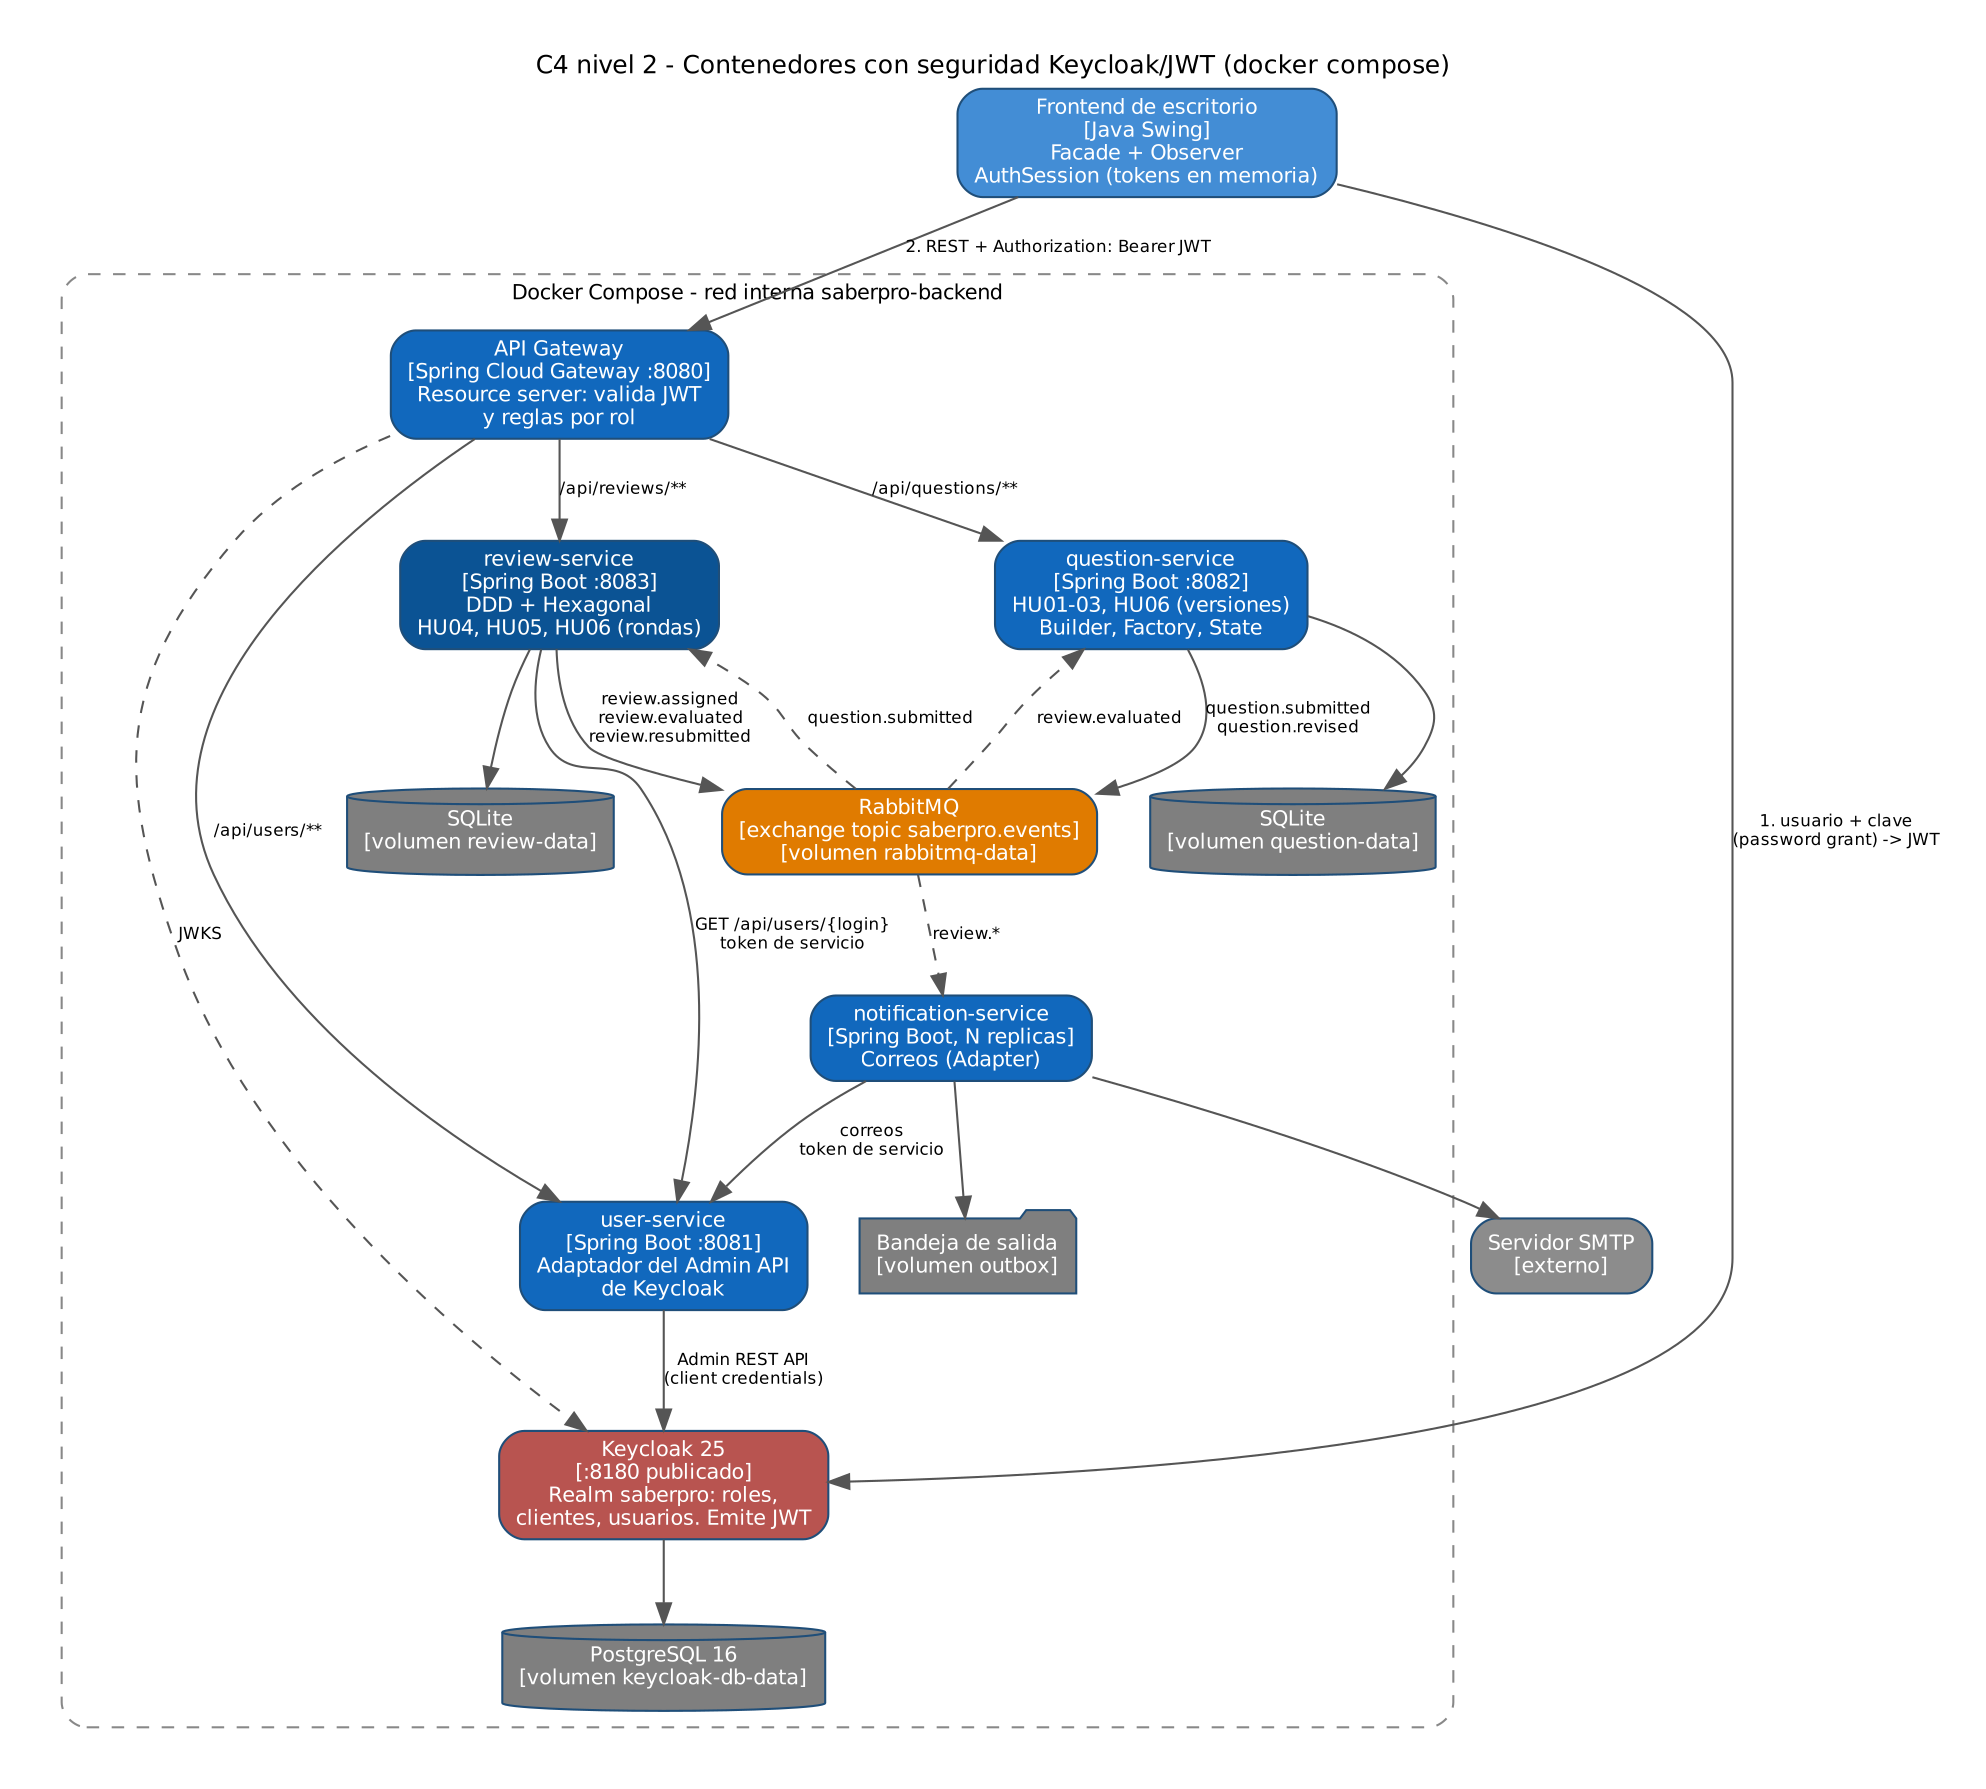 C4 nivel 2 - Contenedores con seguridad Keycloak/JWT (docker compose)
Frontend de escritorio
[Java Swing]
Facade + Observer
AuthSession (tokens en memoria)
2. REST + Authorization: Bearer JWT
Docker Compose - red interna saberpro-backend
API Gateway
[Spring Cloud Gateway :8080]
Resource server: valida JWT
y reglas por rol
/api/reviews/**
/api/questions/**
review-service
[Spring Boot :8083]
DDD + Hexagonal
HU04, HU05, HU06 (rondas)
question-service
[Spring Boot :8082]
HU01-03, HU06 (versiones)
Builder, Factory, State
review.assigned
review.evaluated
review.resubmitted
question.submitted
review.evaluated
question.submitted
question.revised
SQLite
[volumen review-data]
RabbitMQ
[exchange topic saberpro.events]
[volumen rabbitmq-data]
SQLite
[volumen question-data]
/api/users/**
1. usuario + clave
(password grant) -> JWT
JWKS
GET /api/users/{login}
token de servicio
review.*
notification-service
[Spring Boot, N replicas]
Correos (Adapter)
correos
token de servicio
user-service
[Spring Boot :8081]
Adaptador del Admin API
de Keycloak
Bandeja de salida
[volumen outbox]
Servidor SMTP
[externo]
Admin REST API
(client credentials)
Keycloak 25
[:8180 publicado]
Realm saberpro: roles,
clientes, usuarios. Emite JWT
PostgreSQL 16
[volumen keycloak-db-data]